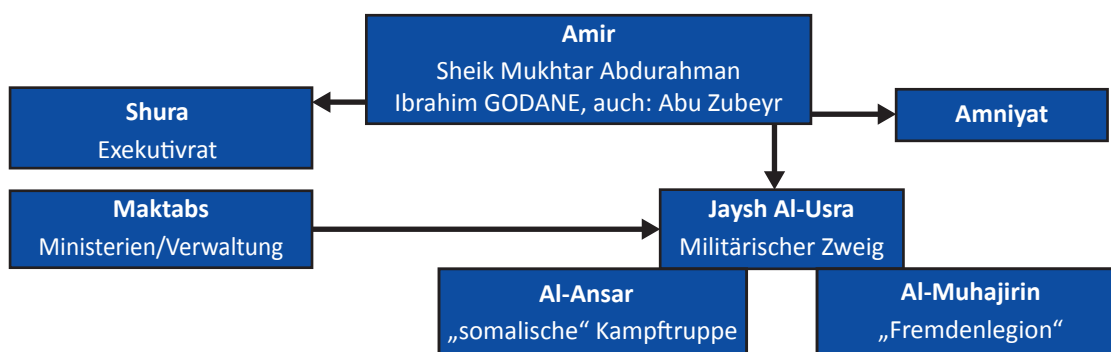 Amir
Sheik Mukhtar Abdurahman
Ibrahim GODANE, auch: Abu Zubeyr
Shura
Exekutivrat
Amniyat
Maktabs
Ministerien/Verwaltung
Jaysh Al-Usra
Militärischer Zweig
Al-Ansar
„somalische“ Kampftruppe
Al-Muhajirin
„Fremdenlegion“